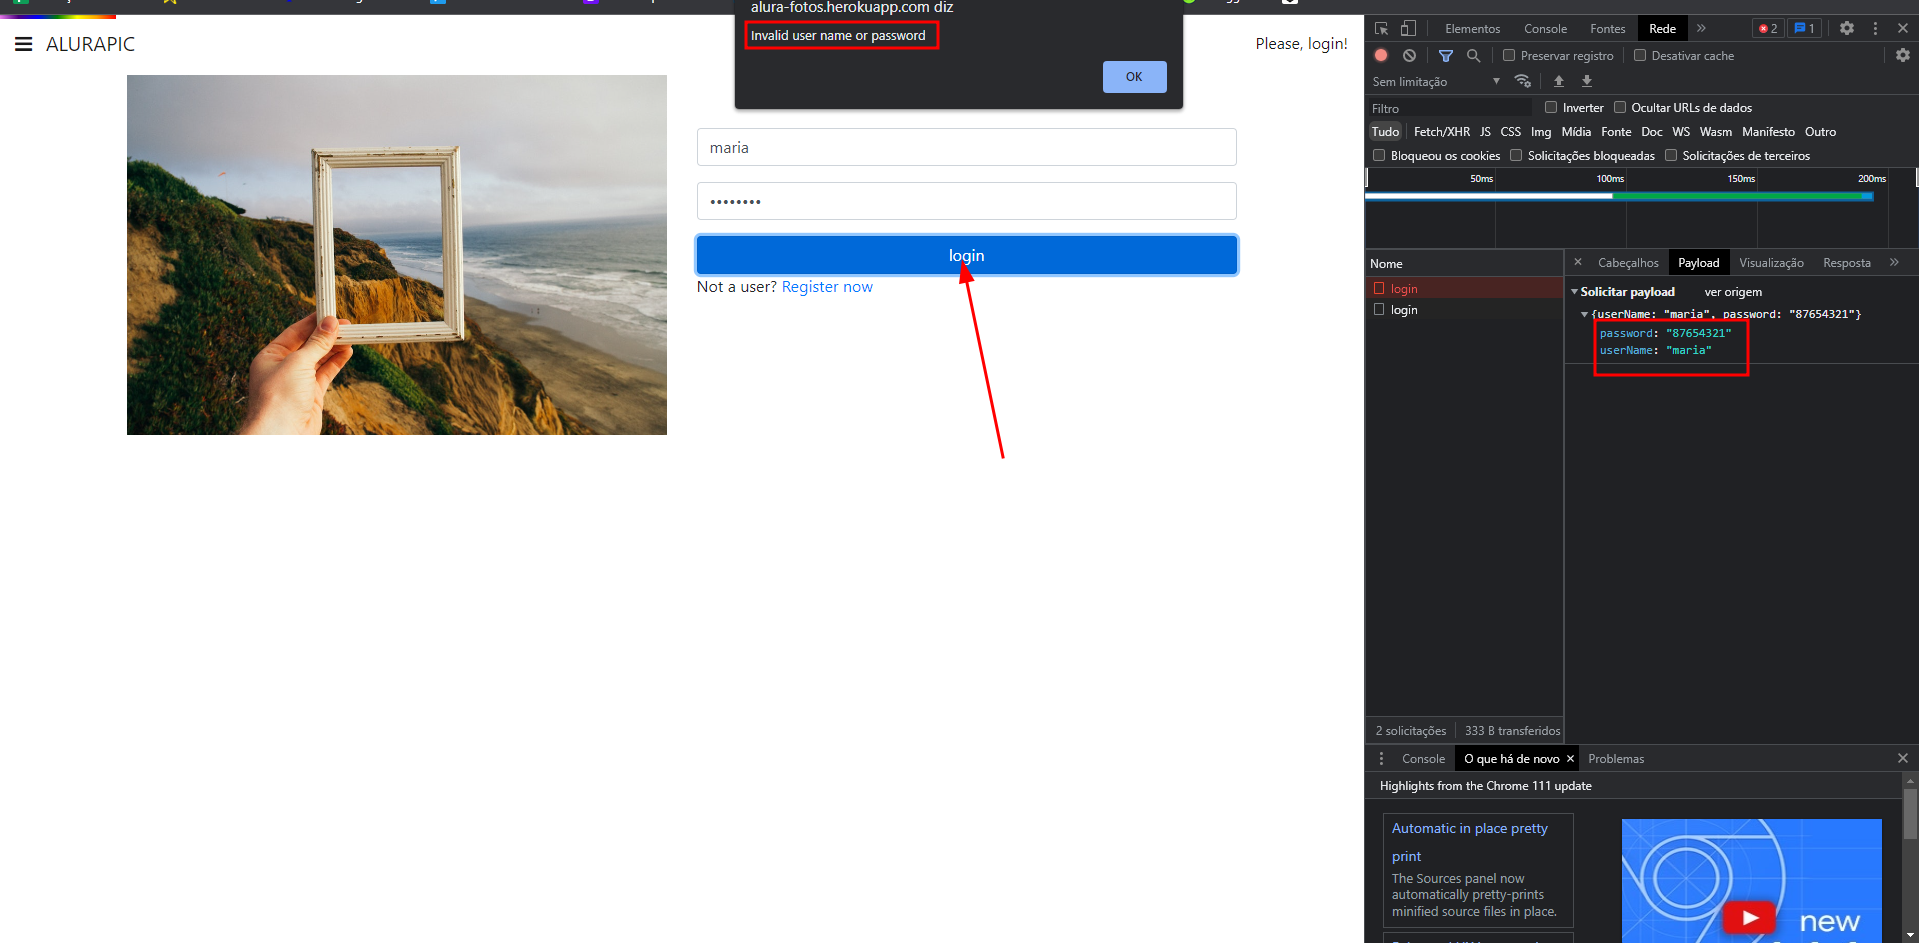 alura-fotos.herokuapp.com diz
Invalid user name or password
OK
ALURAPIC
Please, login!
maria
••••••••
login
Not a user? Register now
Elementos Console Fontes Rede » 2 1
Preservar registro Desativar cache
Sem limitação
Filtro Inverter Ocultar URLs de dados
Tudo Fetch/XHR JS CSS Img Mídia Fonte Doc WS Wasm Manifesto Outro
Bloqueou os cookies Solicitações bloqueadas Solicitações de terceiros
50ms 100ms 150ms 200ms
Nome
login
login
× Cabeçalhos Payload Visualização Resposta »
Solicitar payload ver origem
{userName: "maria", password: "87654321"}
password: "87654321"
userName: "maria"
2 solicitações 333 B transferidos
Console O que há de novo × Problemas
Highlights from the Chrome 111 update
Automatic in place pretty
print
The Sources panel now
automatically pretty-prints
minified source files in place.
new